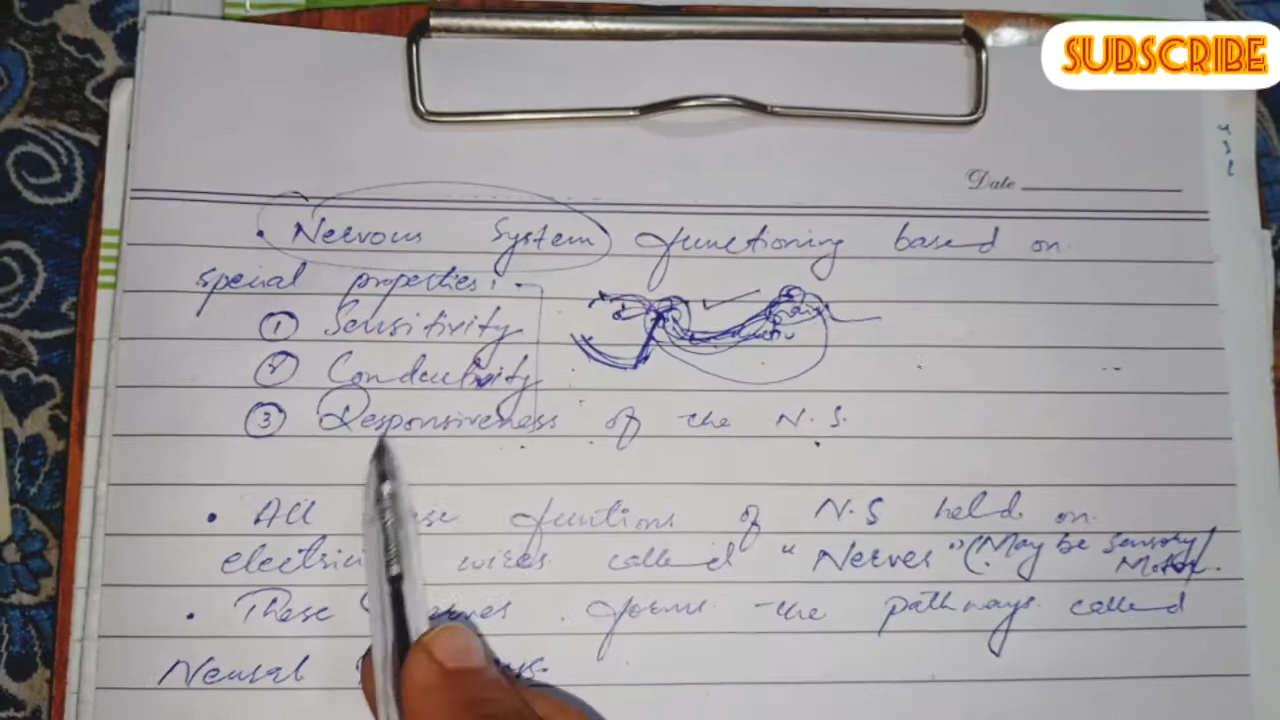 SUBSCRIBE
Date
• Nervous System functioning based on
special properties:
① Sensitivity
② Conductivity
③ Responsiveness of the N.S.
• All functions of N.S held on
wires called "Nerves" (May be Sensory/
Motor.
• These forms the pathways called
Neural